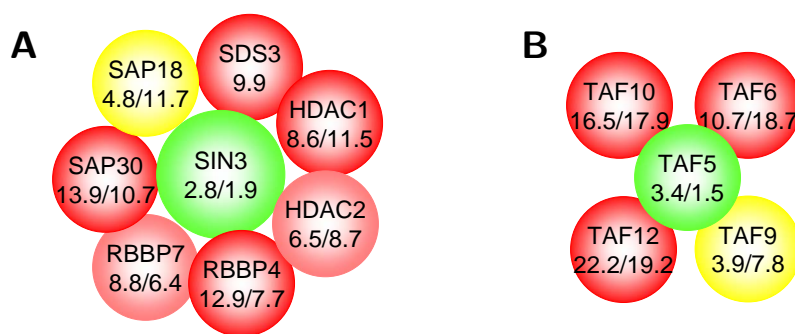 A
SAP18
4.8/11.7
SDS3
9.9
HDAC1
8.6/11.5
SAP30
13.9/10.7
SIN3
2.8/1.9
HDAC2
6.5/8.7
RBBP7
8.8/6.4
RBBP4
12.9/7.7
B
TAF10
16.5/17.9
TAF6
10.7/18.7
TAF5
3.4/1.5
TAF12
22.2/19.2
TAF9
3.9/7.8